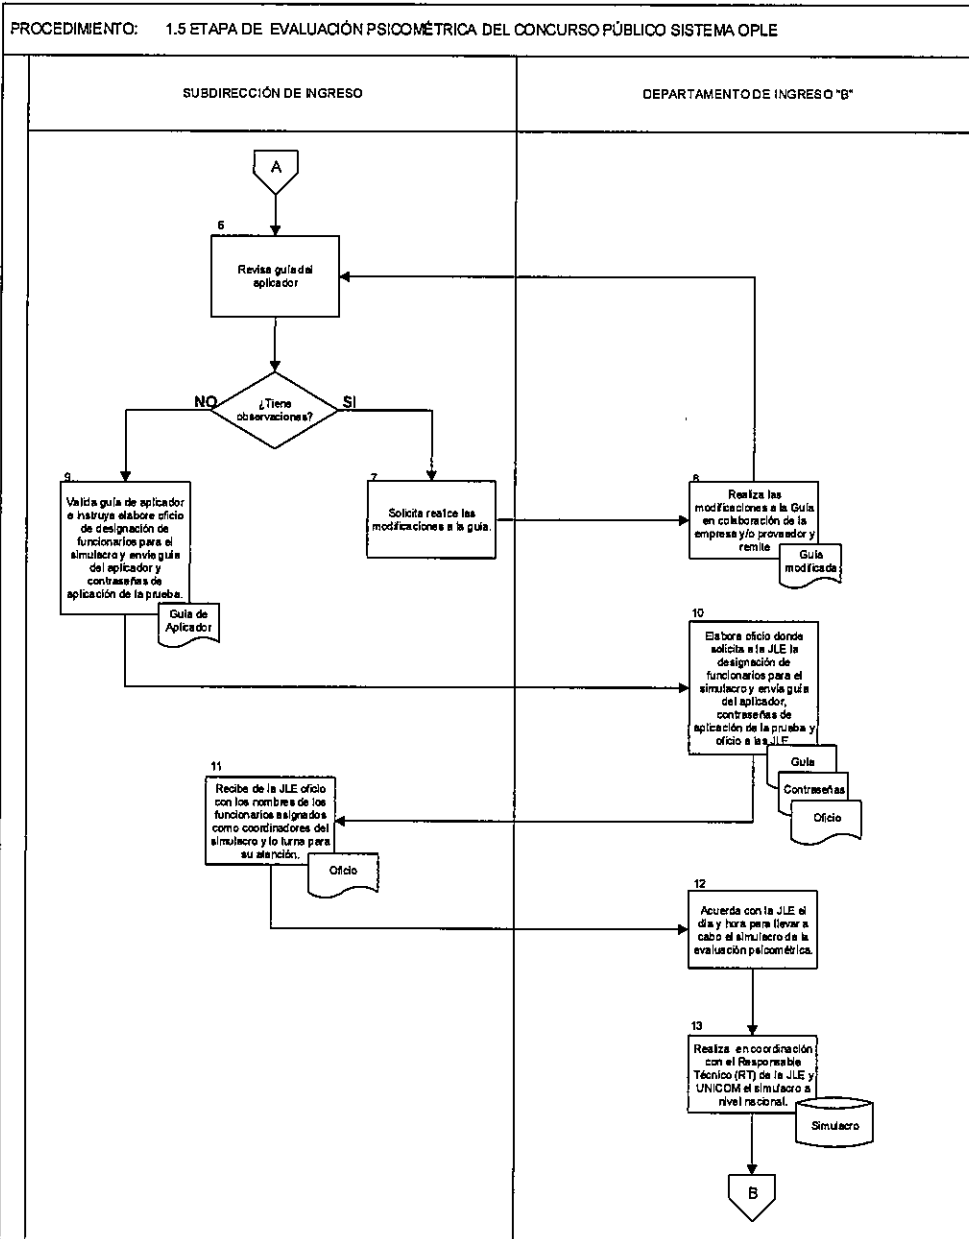 PROCEDIMIENTO: 1.5 ETAPA DE EVALUACIÓN PSICOMÉTRICA DEL CONCURSO PÚBLICO SISTEMA OPLE
SUBDIRECCIÓN DE INGRESO
DEPARTAMENTO DE INGRESO "B"
A
6
Revisa guía del
aplicador
¿Tiene
observaciones?
NO
SI
9
Valida guía de aplicador
e instruye elabore oficio
de designación de
funcionarios para el
simulacro y envíe guía
del aplicador y
contraseñas de
aplicación de la prueba.
Guía de
Aplicador
7
Solicita realice las
modificaciones a la guía.
8
Realiza las
modificaciones a la Guía
en colaboración de la
empresa y/o proveedor y
remite
Guía
modificada
10
Elabora oficio donde
solicita a la JLE la
designación de
funcionarios para el
simulacro y envía guía
del aplicador,
contraseñas de
aplicación de la prueba y
oficio a las JLE
Guía
Contraseñas
Oficio
11
Recibe de la JLE oficio
con los nombres de los
funcionarios asignados
como coordinadores del
simulacro y lo turna para
su atención.
Oficio
12
Acuerda con la JLE el
día y hora para llevar a
cabo el simulacro de la
evaluación psicométrica.
13
Realiza en coordinación
con el Responsable
Técnico (RT) de la JLE y
UNICOM el simulacro a
nivel nacional.
Simulacro
B